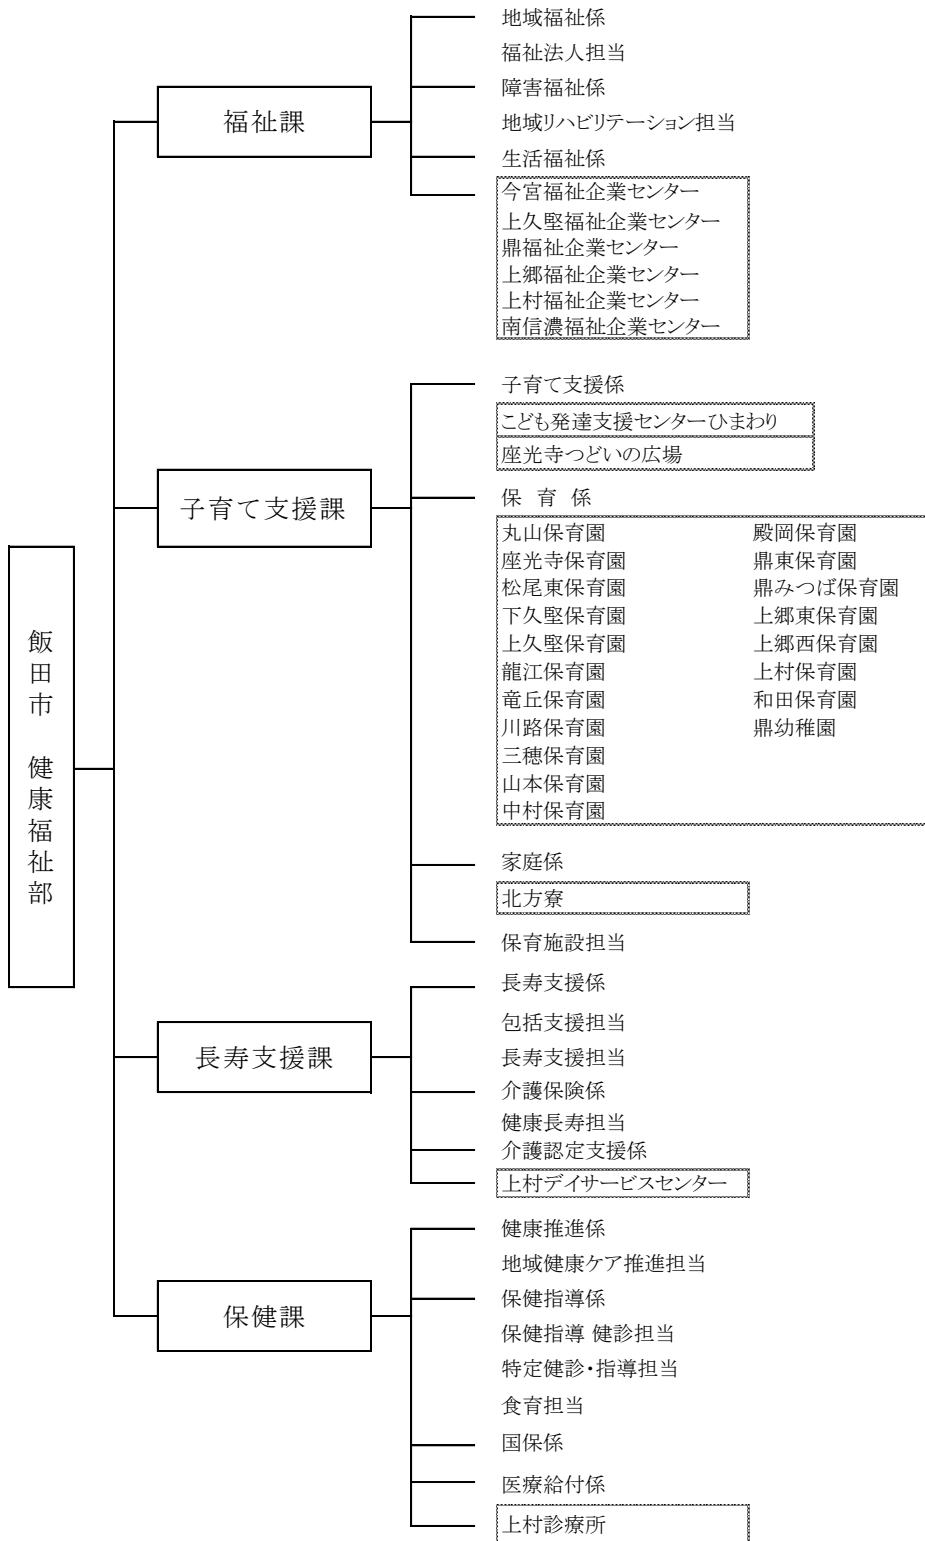 飯田市 健康福祉部
福祉課
地域福祉係
福祉法人担当
障害福祉係
地域リハビリテーション担当
生活福祉係
今宮福祉企業センター
上久堅福祉企業センター
鼎福祉企業センター
上郷福祉企業センター
上村福祉企業センター
南信濃福祉企業センター
子育て支援課
子育て支援係
こども発達支援センターひまわり
座光寺つどいの広場
保 育 係
丸山保育園
座光寺保育園
松尾東保育園
下久堅保育園
上久堅保育園
龍江保育園
竜丘保育園
川路保育園
三穂保育園
山本保育園
中村保育園
殿岡保育園
鼎東保育園
鼎みつば保育園
上郷東保育園
上郷西保育園
上村保育園
和田保育園
鼎幼稚園
家庭係
北方寮
保育施設担当
長寿支援課
長寿支援係
包括支援担当
長寿支援担当
介護保険係
健康長寿担当
介護認定支援係
上村デイサービスセンター
保健課
健康推進係
地域健康ケア推進担当
保健指導係
保健指導 健診担当
特定健診・指導担当
食育担当
国保係
医療給付係
上村診療所